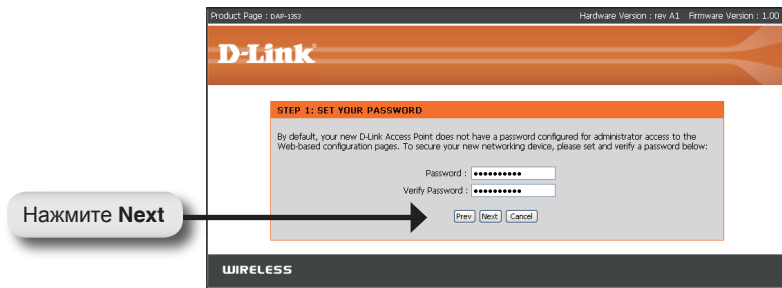 Product Page : DAP-1353 Hardware Version : rev A1 Firmware Version : 1.00
D-Link
STEP 1: SET YOUR PASSWORD
By default, your new D-Link Access Point does not have a password configured for administrator access to the
Web-based configuration pages. To secure your new networking device, please set and verify a password below:
Password : ••••••••••
Verify Password : ••••••••••
Prev Next Cancel
Нажмите Next
WIRELESS